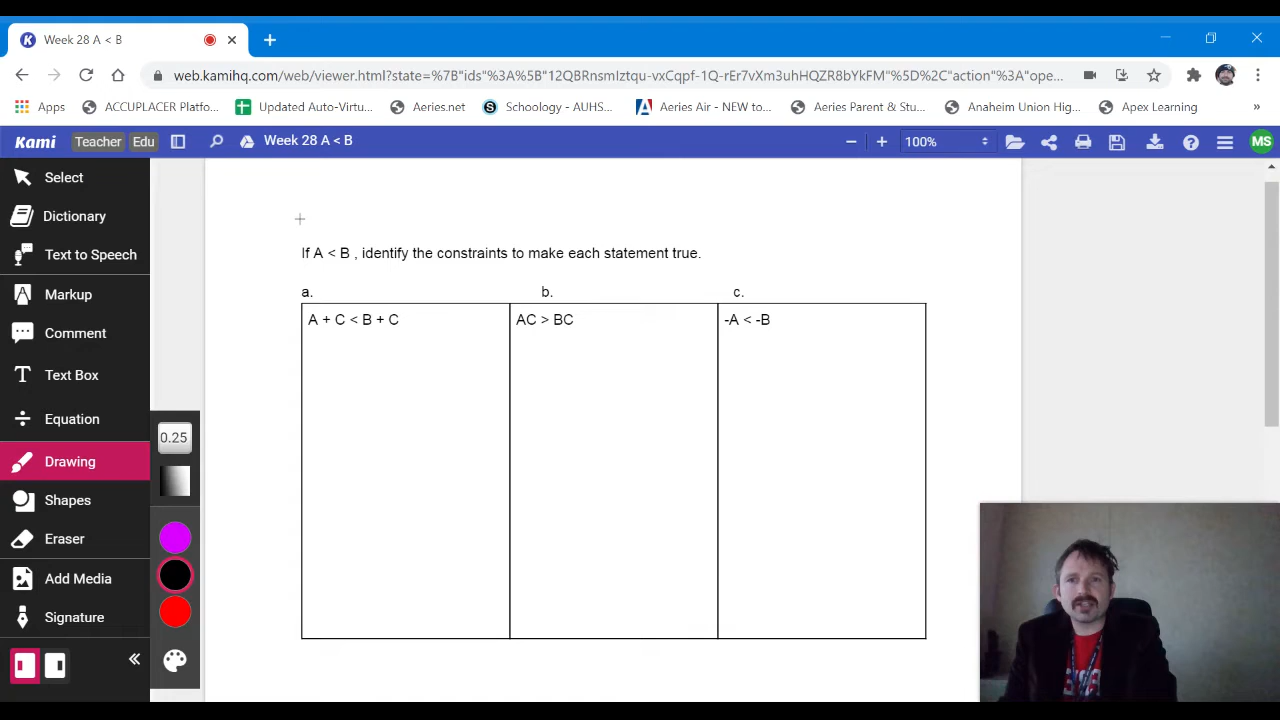 Week 28 A < B
web.kamihq.com/web/viewer.html?state=%7B"ids"%3A%5B"12QBRnsmIztqu-vxCqpf-1Q-rEr7vXm3uhHQZR8bYkFM"%5D%2C"action"%3A"ope...
Apps ACCUPLACER Platfo... Updated Auto-Virtu... Aeries.net Schoology - AUHS... Aeries Air - NEW to... Aeries Parent & Stu... Anaheim Union Hig... Apex Learning »
Kami Teacher Edu Week 28 A < B 100% MS
Select
Dictionary
Text to Speech
Markup
Comment
Text Box
Equation
Drawing
Shapes
Eraser
Add Media
Signature
0.25
If A < B , identify the constraints to make each statement true.
a. b. c.
A + C < B + C AC > BC -A < -B